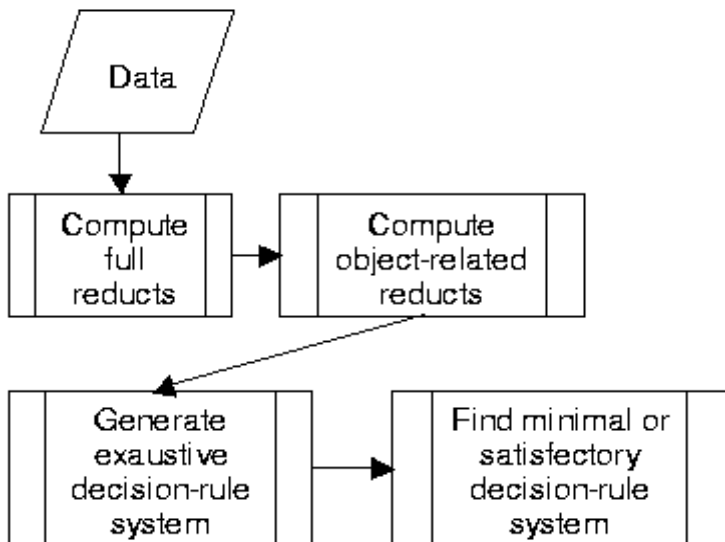 Data
Compute
full
reducts
Compute
object-related
reducts
Generate
exaustive
decision-rule
system
Find minimal or
satisfectory
decision-rule
system